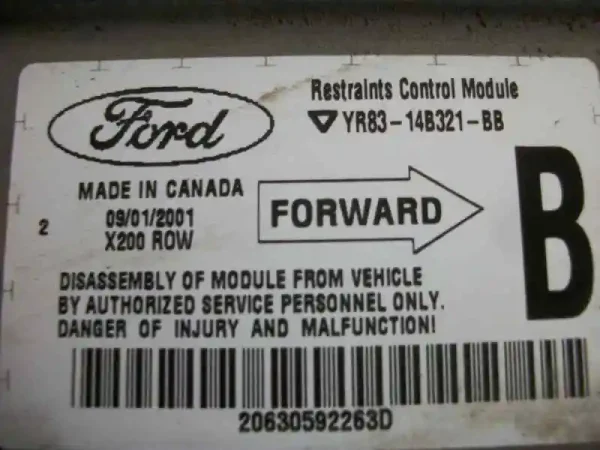 Ford
Restraints Control Module
YR83-14B321-BB
MADE IN CANADA
2
09/01/2001
X200 ROW
FORWARD
B
DISASSEMBLY OF MODULE FROM VEHICLE
BY AUTHORIZED SERVICE PERSONNEL ONLY.
DANGER OF INJURY AND MALFUNCTION!
20630592263D